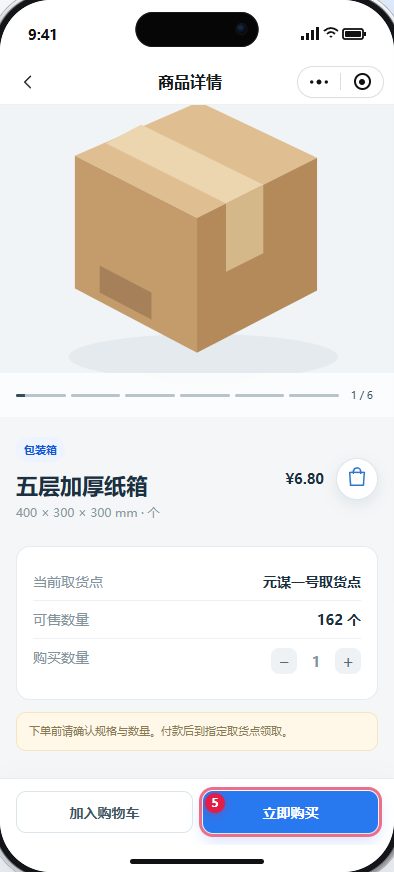 9:41
商品详情
1 / 6
包装箱
五层加厚纸箱
¥6.80
400 × 300 × 300 mm · 个
当前取货点 元谋一号取货点
可售数量 162 个
购买数量 − 1 +
下单前请确认规格与数量。付款后到指定取货点领取。
加入购物车
5
立即购买